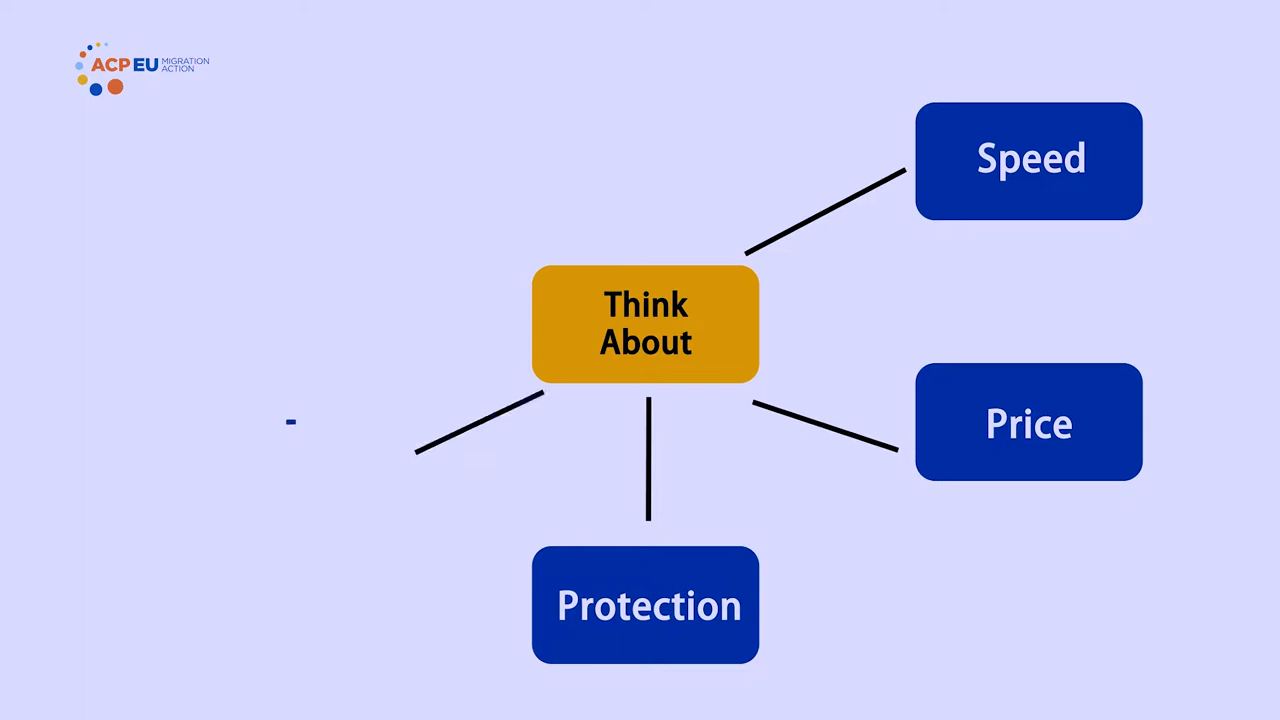 ACP EU MIGRATION
ACTION
Speed
Think
About
Price
Protection